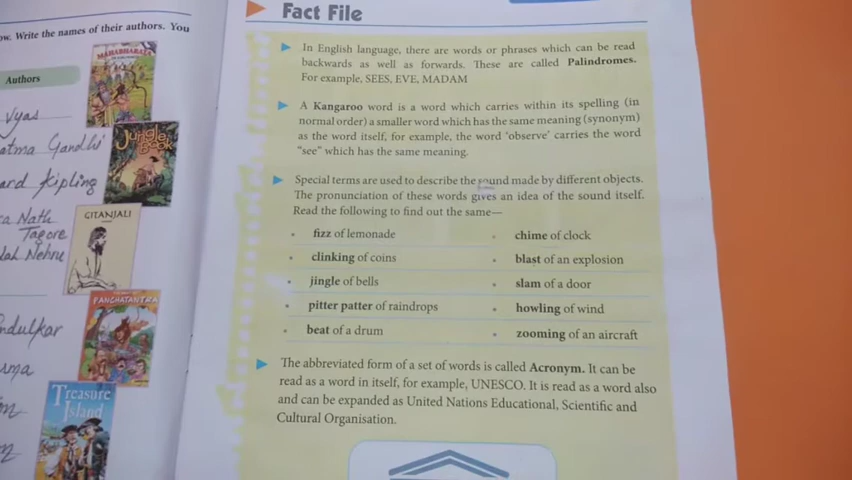 ow. Write the names of their authors. You
Authors
Vyas
atma Gandhi
ard Kipling
Nath
Tagore
Nehru
MAHABHARATA
Jungle Book
GITANJALI
PANCHATANTRA
Treasure
Island
Fact File
In English language, there are words or phrases which can be read
backwards as well as forwards. These are called Palindromes.
For example, SEES, EVE, MADAM
A Kangaroo word is a word which carries within its spelling (in
normal order) a smaller word which has the same meaning (synonym)
as the word itself, for example, the word 'observe' carries the word
"see" which has the same meaning.
Special terms are used to describe the sound made by different objects.
The pronunciation of these words gives an idea of the sound itself.
Read the following to find out the same—
fizz of lemonade
chime of clock
clinking of coins
blast of an explosion
jingle of bells
slam of a door
pitter patter of raindrops
howling of wind
beat of a drum
zooming of an aircraft
The abbreviated form of a set of words is called Acronym. It can be
read as a word in itself, for example, UNESCO. It is read as a word also
and can be expanded as United Nations Educational, Scientific and
Cultural Organisation.